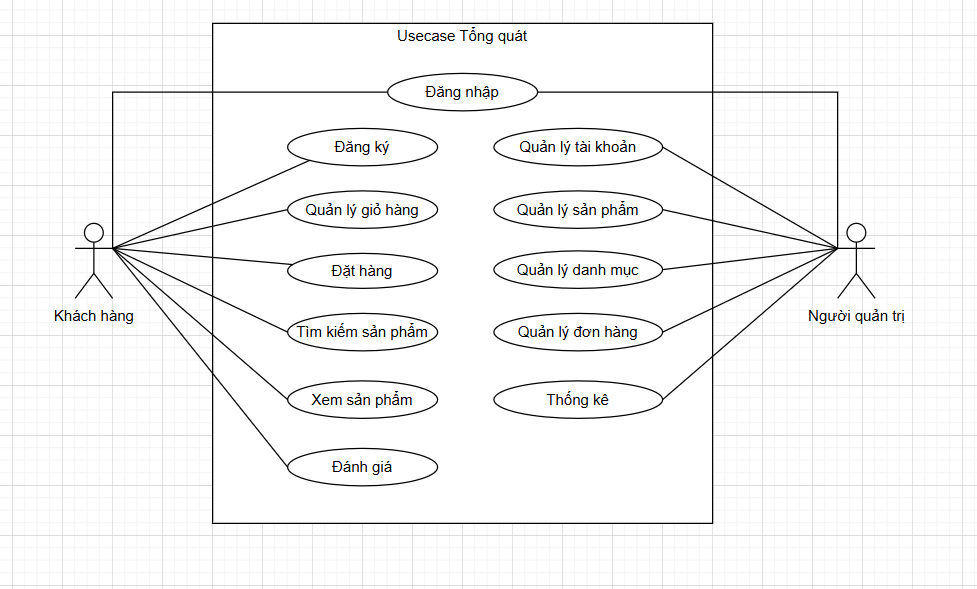 Usecase Tổng quát
Đăng nhập
Đăng ký
Quản lý tài khoản
Quản lý giỏ hàng
Quản lý sản phẩm
Đặt hàng
Quản lý danh mục
Khách hàng
Người quản trị
Tìm kiếm sản phẩm
Quản lý đơn hàng
Xem sản phẩm
Thống kê
Đánh giá